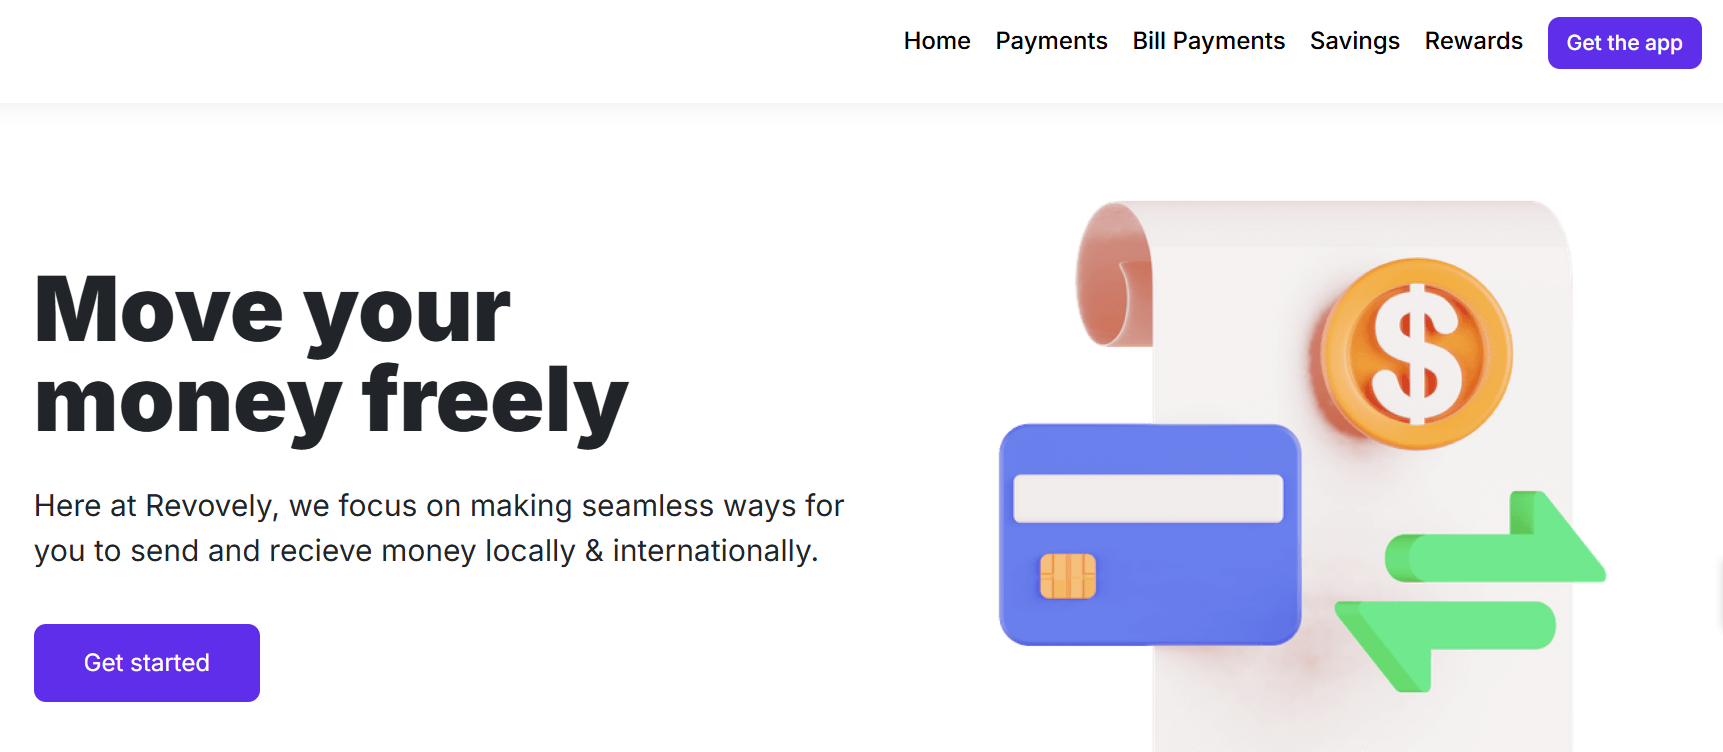 Home Payments Bill Payments Savings Rewards Get the app
Move your
money freely
Here at Revovely, we focus on making seamless ways for
you to send and recieve money locally & internationally.
Get started
$